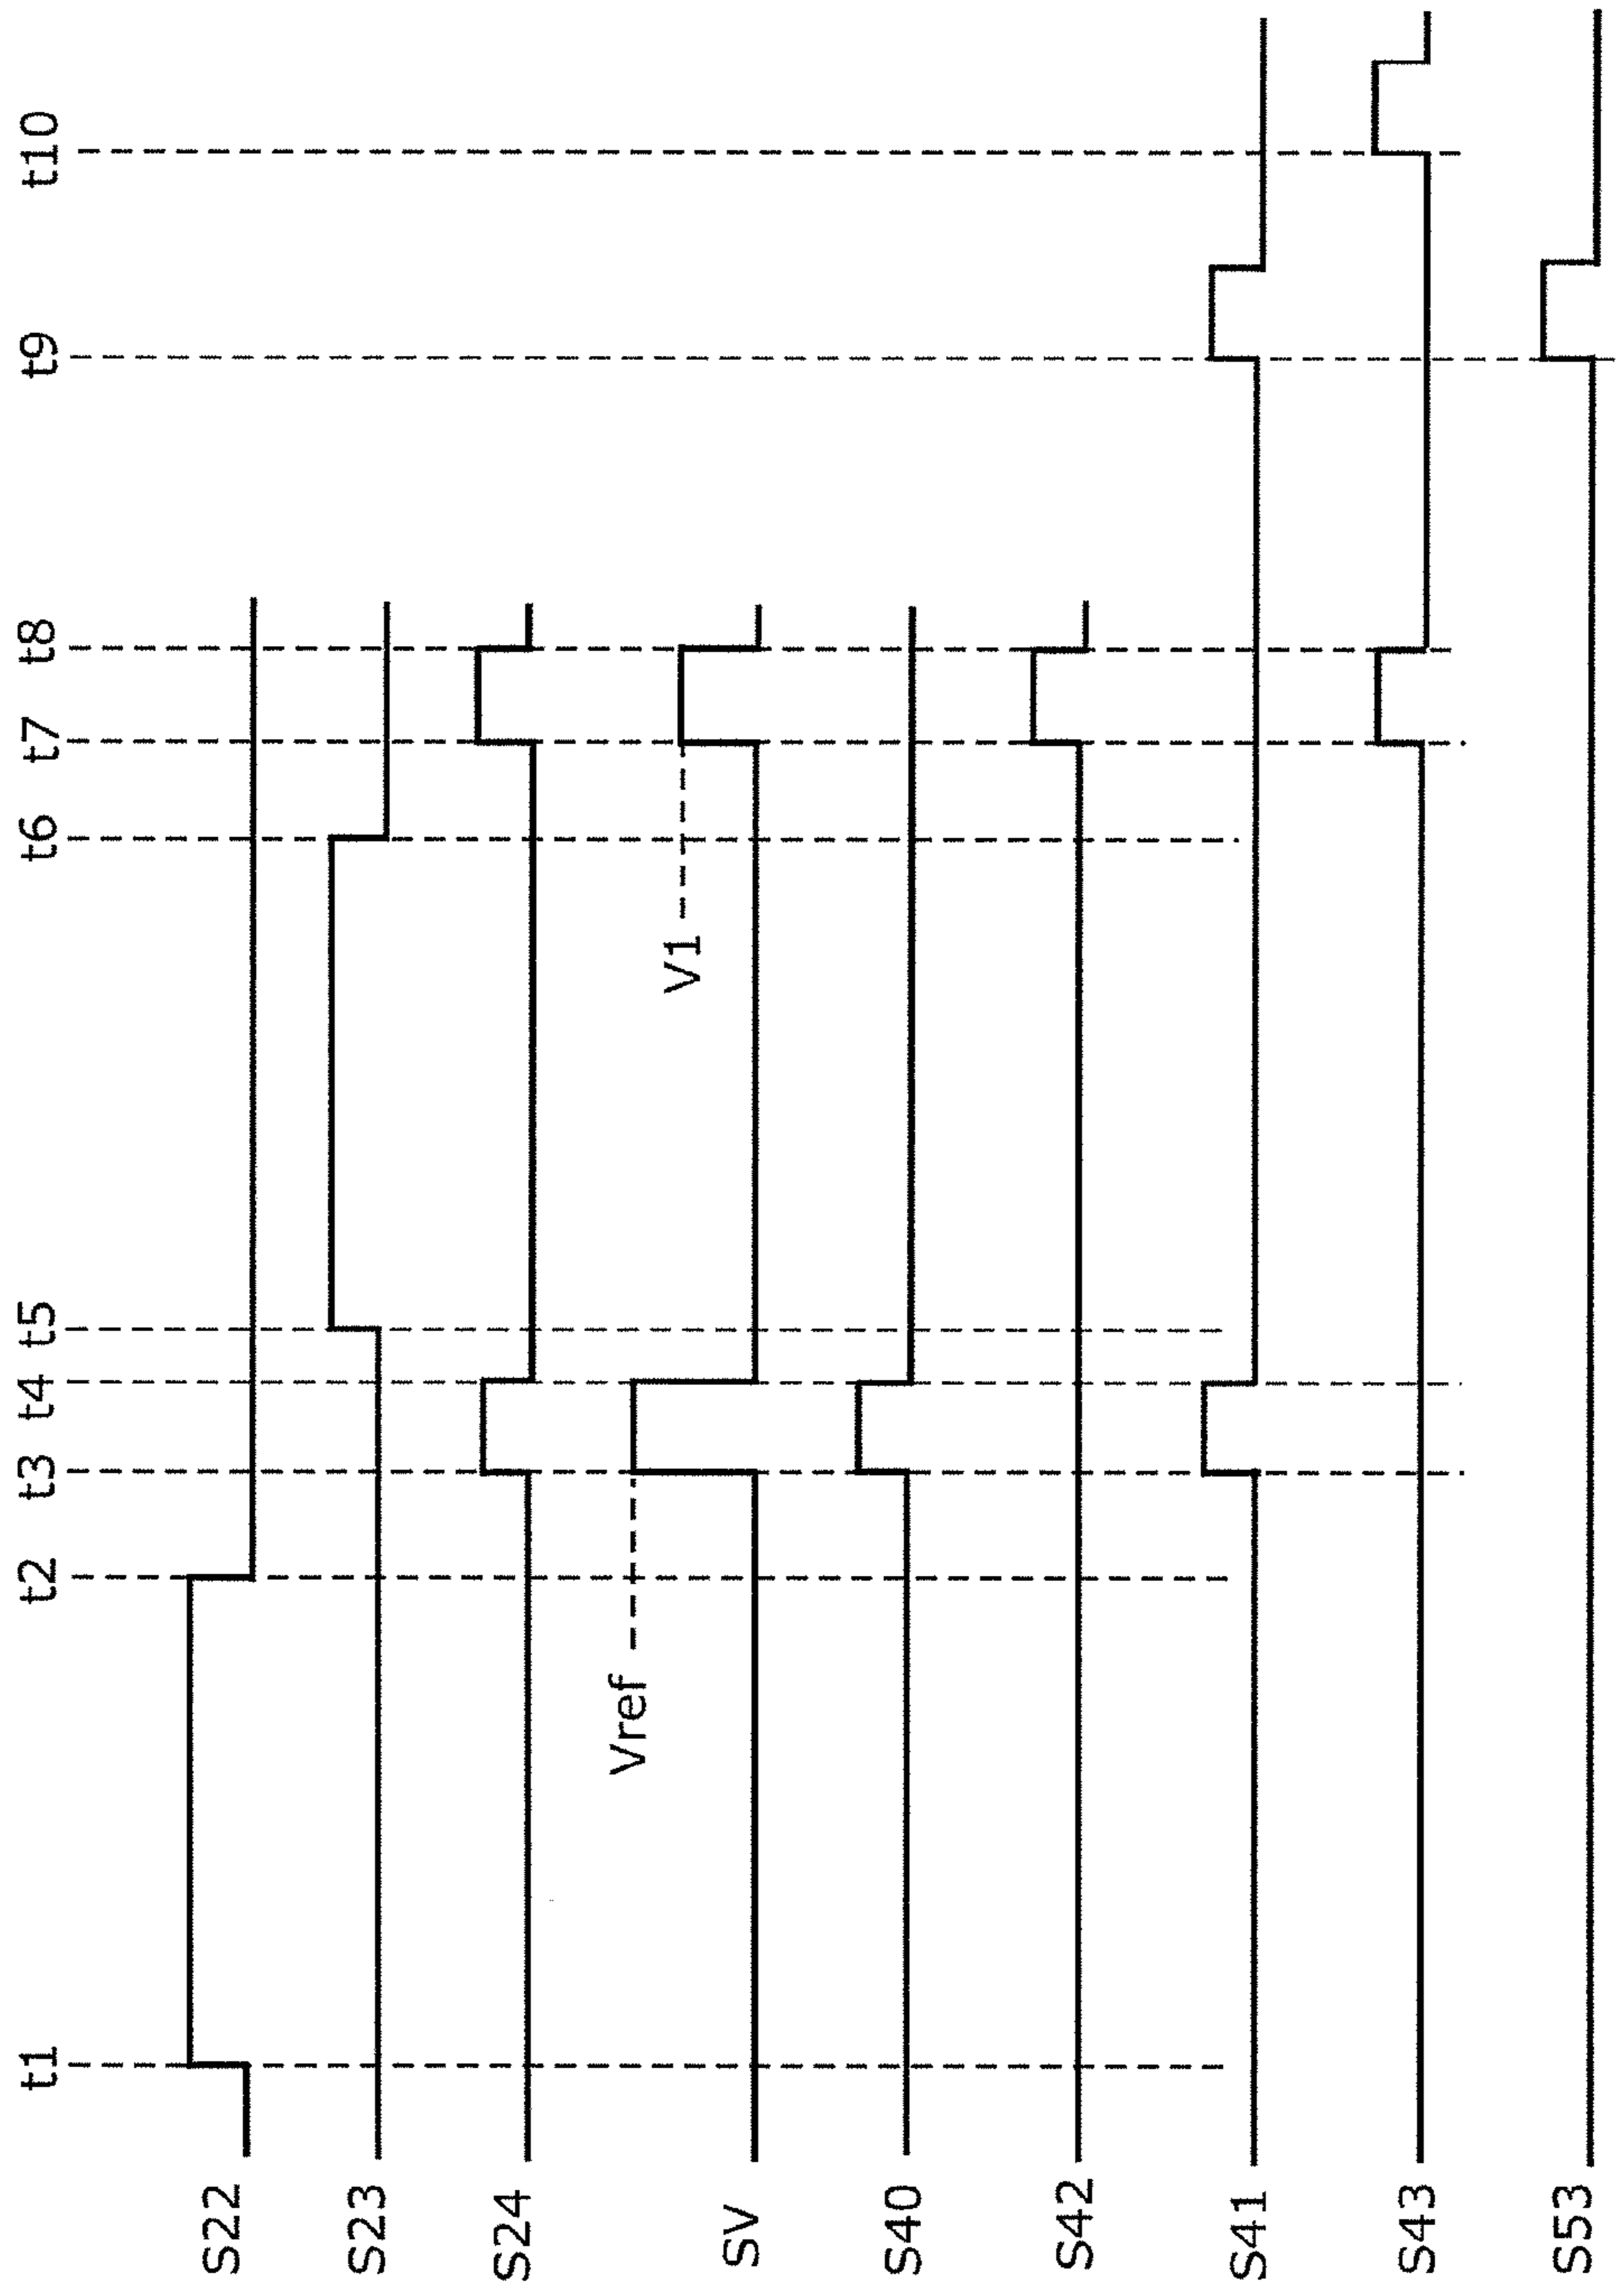 t1 t2 t3 t4 t5 t6 t7 t8 t9 t10
S22
S23
S24
Vref
V1
SV
S40
S42
S41
S43
S53